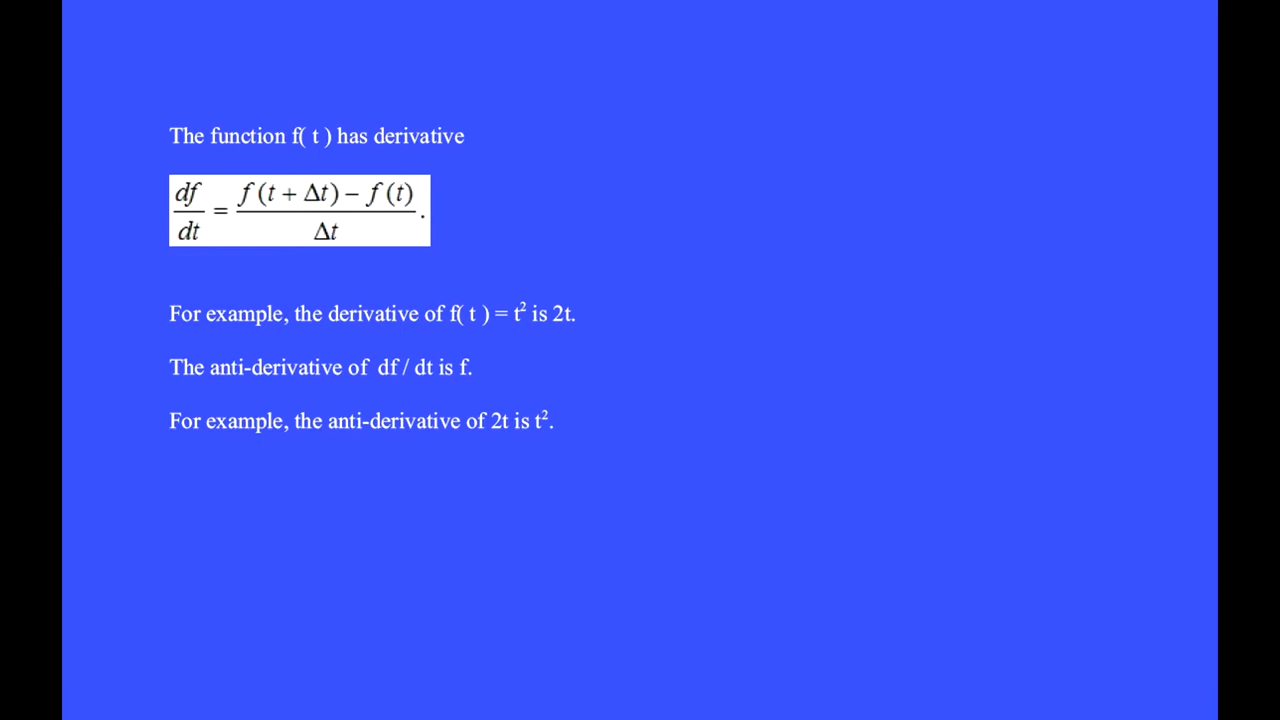 The function f( t ) has derivative
df/dt = f(t + Δt) − f(t)/Δt.
For example, the derivative of f( t ) = t² is 2t.
The anti-derivative of df / dt is f.
For example, the anti-derivative of 2t is t².